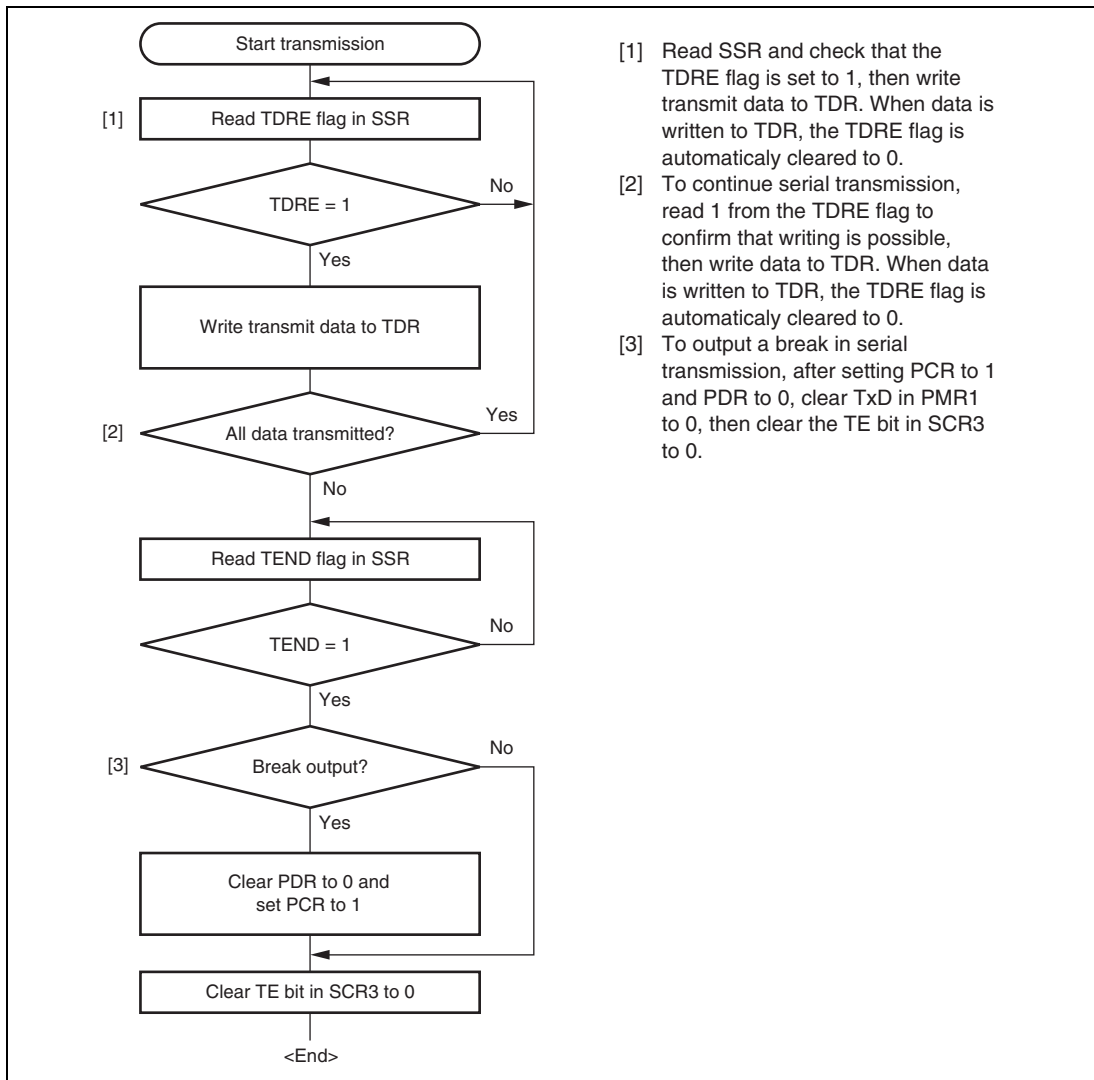 Start transmission
[1]
Read TDRE flag in SSR
TDRE = 1
No
Yes
Write transmit data to TDR
[2]
All data transmitted?
Yes
No
Read TEND flag in SSR
TEND = 1
No
Yes
[3]
Break output?
No
Yes
Clear PDR to 0 and
set PCR to 1
Clear TE bit in SCR3 to 0
<End>
[1] Read SSR and check that the
TDRE flag is set to 1, then write
transmit data to TDR. When data is
written to TDR, the TDRE flag is
automaticaly cleared to 0.
[2] To continue serial transmission,
read 1 from the TDRE flag to
confirm that writing is possible,
then write data to TDR. When data
is written to TDR, the TDRE flag is
automaticaly cleared to 0.
[3] To output a break in serial
transmission, after setting PCR to 1
and PDR to 0, clear TxD in PMR1
to 0, then clear the TE bit in SCR3
to 0.